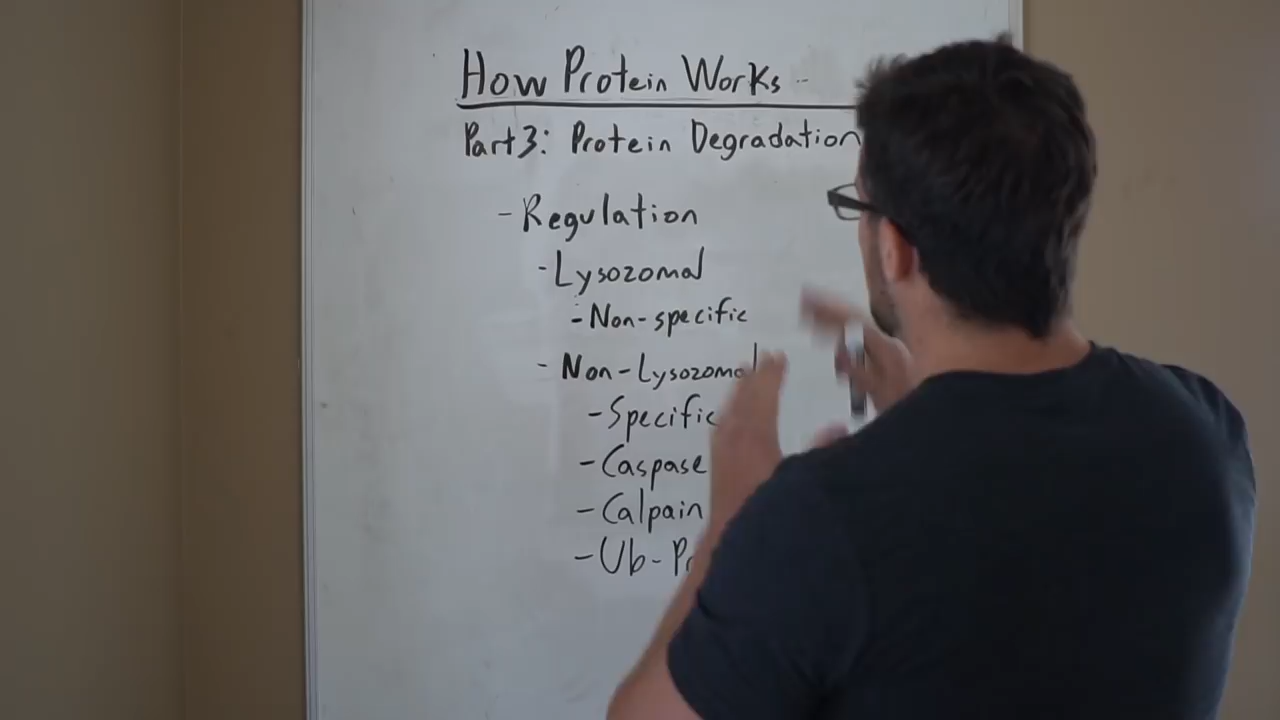 How Protein Works
Part 3: Protein Degradation
- Regulation
- Lysozomal
- Non-specific
- Non-Lysozomal
- Specific
- Caspase
- Calpain
- Ub-